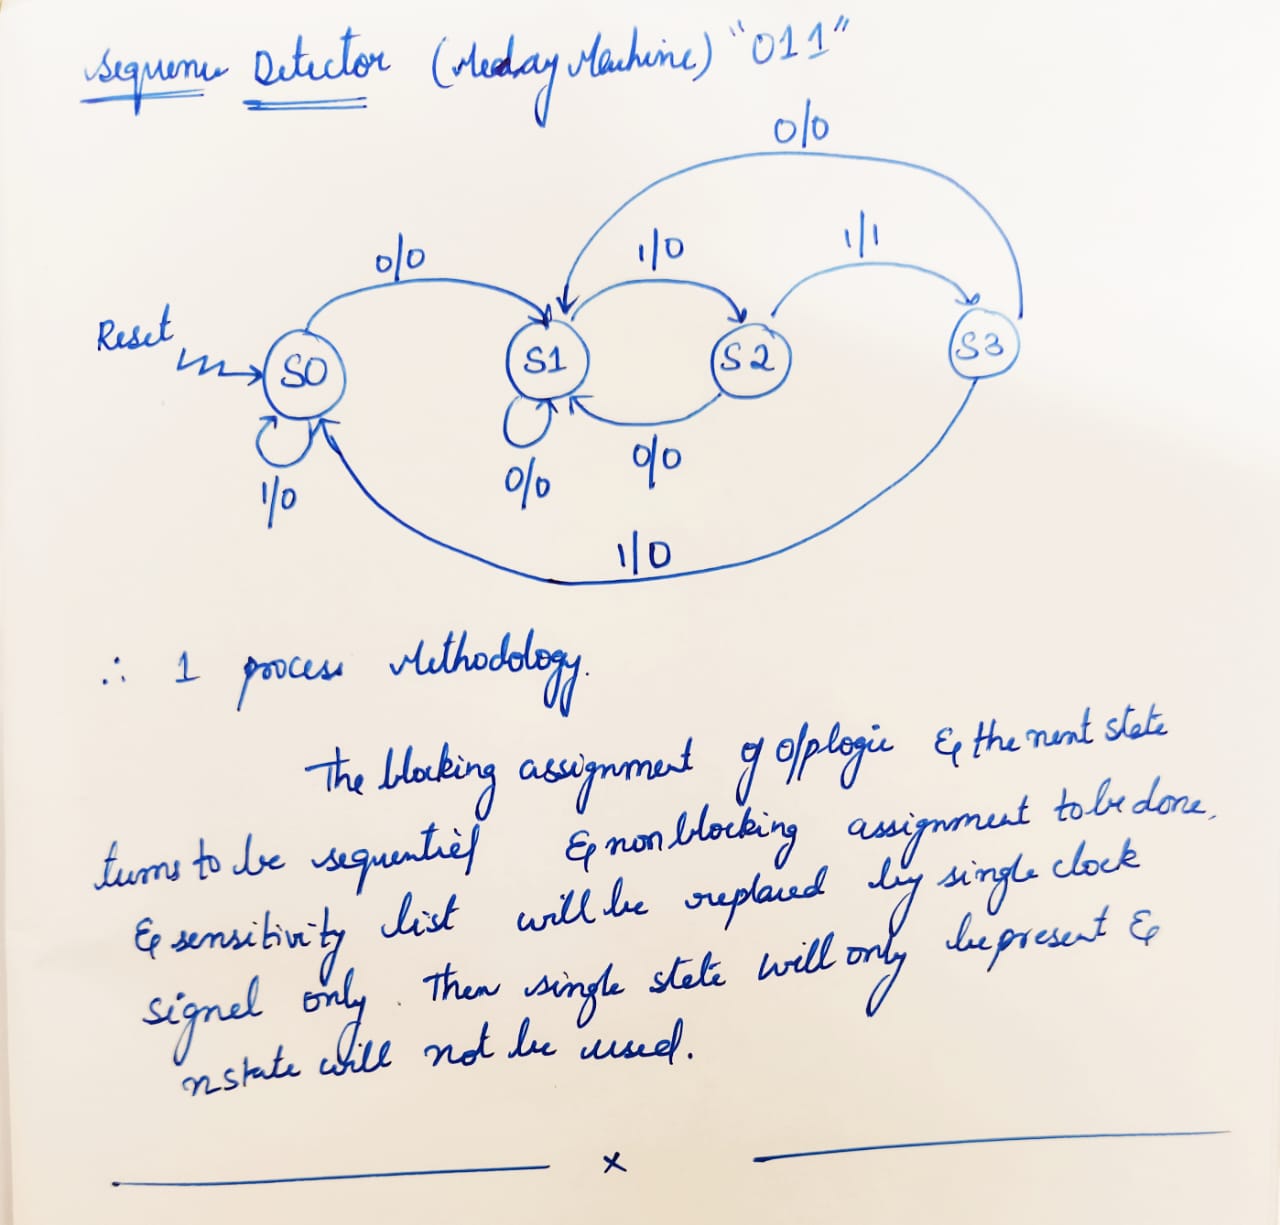 Sequence Detector (Mealay Machine) "011"
0/0
0/0
1/0
1/1
Reset
S0
S1
S2
S3
1/0
0/0
0/0
1/0
∴ 1 process Methodology.
The blocking assignment of o/p logic & the next state
turns to be sequential & non blocking assignment to be done,
& sensitivity list will be replaced by single clock
signal only. Then single state will only be present &
nstate will not be used.
x